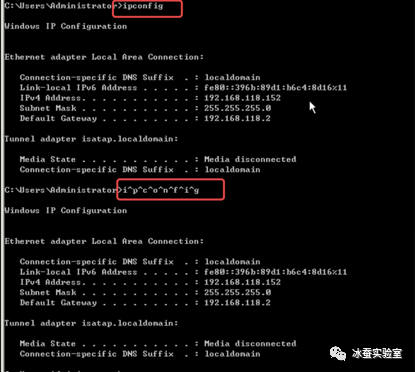 C:\Users\Administrator>ipconfig
Windows IP Configuration
Ethernet adapter Local Area Connection:
Connection-specific DNS Suffix . : localdomain
Link-local IPv6 Address . . . . . : fe80::396b:89d1:b6c4:8d16%11
IPv4 Address. . . . . . . . . . . : 192.168.118.152
Subnet Mask . . . . . . . . . . . : 255.255.255.0
Default Gateway . . . . . . . . . : 192.168.118.2
Tunnel adapter isatap.localdomain:
Media State . . . . . . . . . . . : Media disconnected
Connection-specific DNS Suffix . : localdomain
C:\Users\Administrator>i^p^c^o^n^f^i^g
Windows IP Configuration
Ethernet adapter Local Area Connection:
Connection-specific DNS Suffix . : localdomain
Link-local IPv6 Address . . . . . : fe80::396b:89d1:b6c4:8d16%11
IPv4 Address. . . . . . . . . . . : 192.168.118.152
Subnet Mask . . . . . . . . . . . : 255.255.255.0
Default Gateway . . . . . . . . . : 192.168.118.2
Tunnel adapter isatap.localdomain:
Media State . . . . . . . . . . . : Media disconnected
Connection-specific DNS Suffix . : localdomain
冰蚕实验室